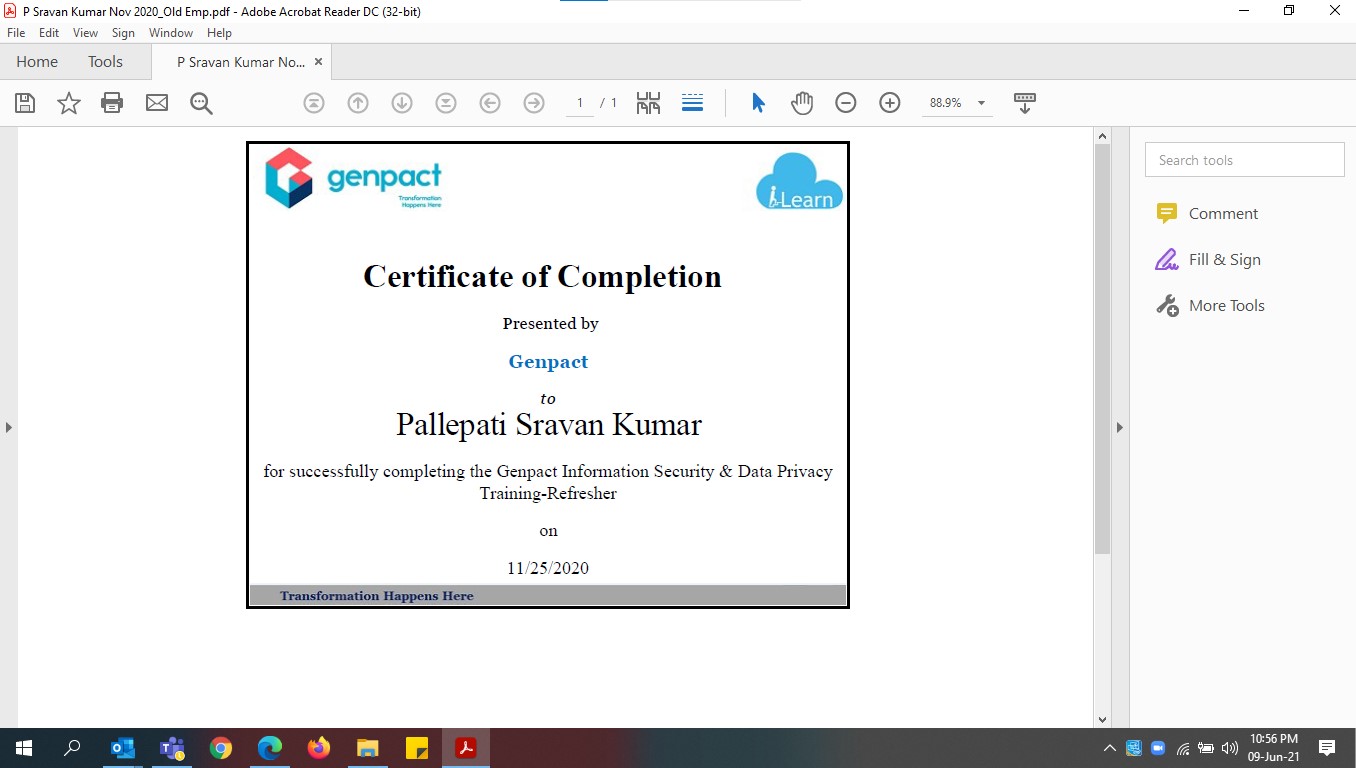 P Sravan Kumar Nov 2020_Old Emp.pdf - Adobe Acrobat Reader DC (32-bit)
File Edit View Sign Window Help
Home Tools P Sravan Kumar No... ×
1 / 1 88.9%
Search tools
Comment
Fill & Sign
More Tools
genpact
Transformation
Happens Here
i-Learn
Certificate of Completion
Presented by
Genpact
to
Pallepati Sravan Kumar
for successfully completing the Genpact Information Security & Data Privacy
Training-Refresher
on
11/25/2020
Transformation Happens Here
10:56 PM
09-Jun-21